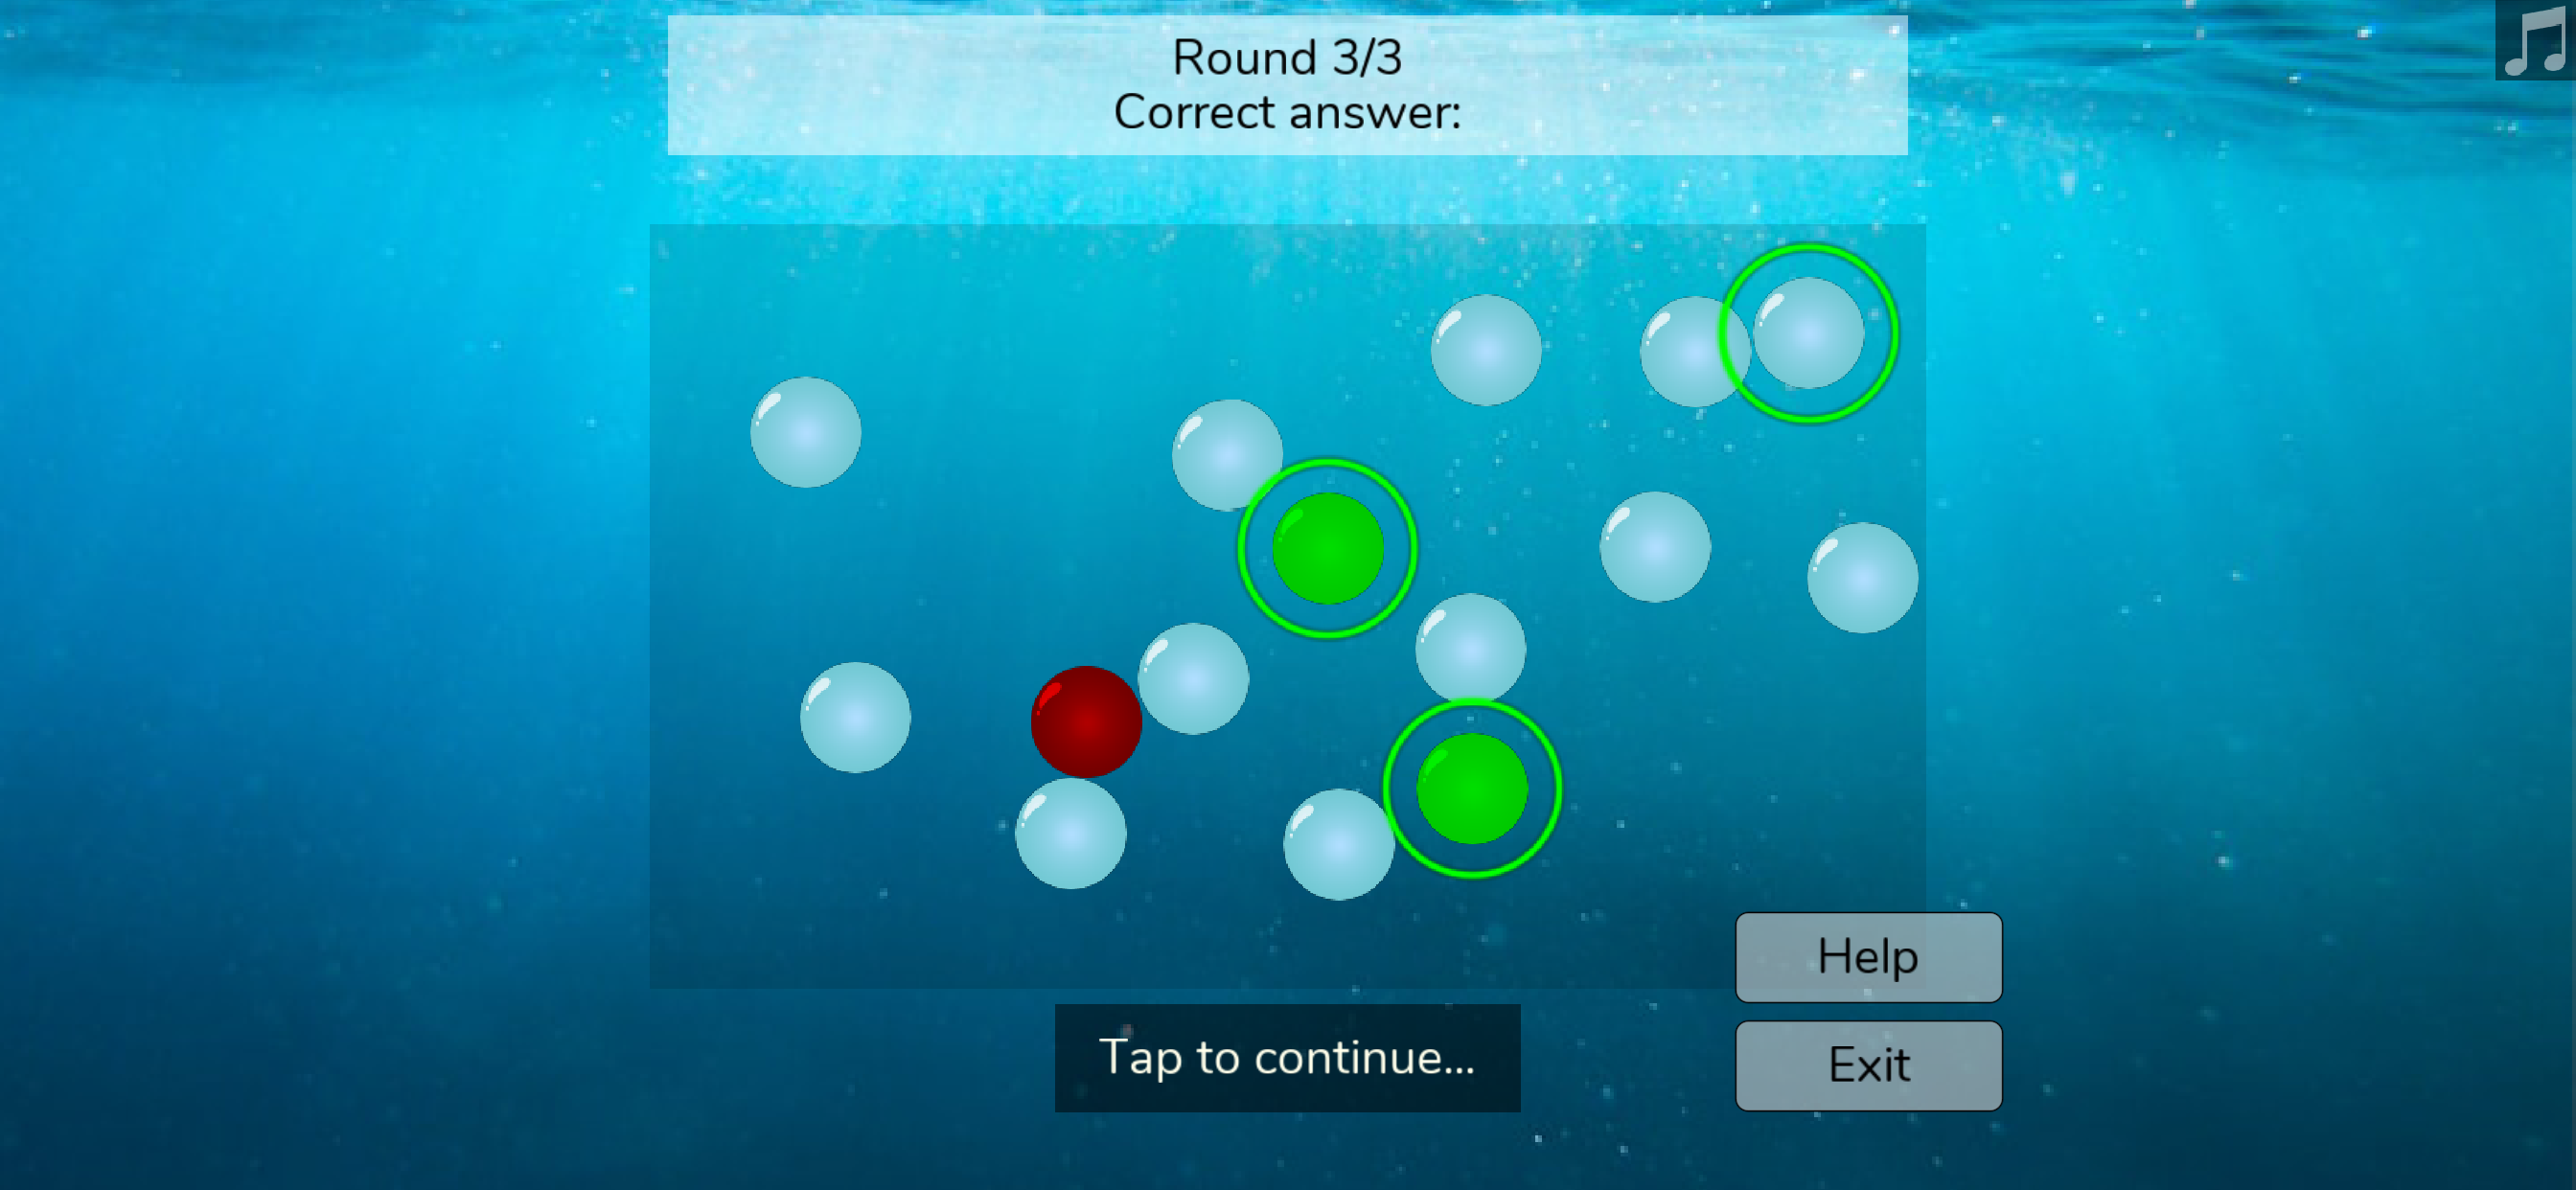 Round 3/3
Correct answer:
Help
Tap to continue...
Exit